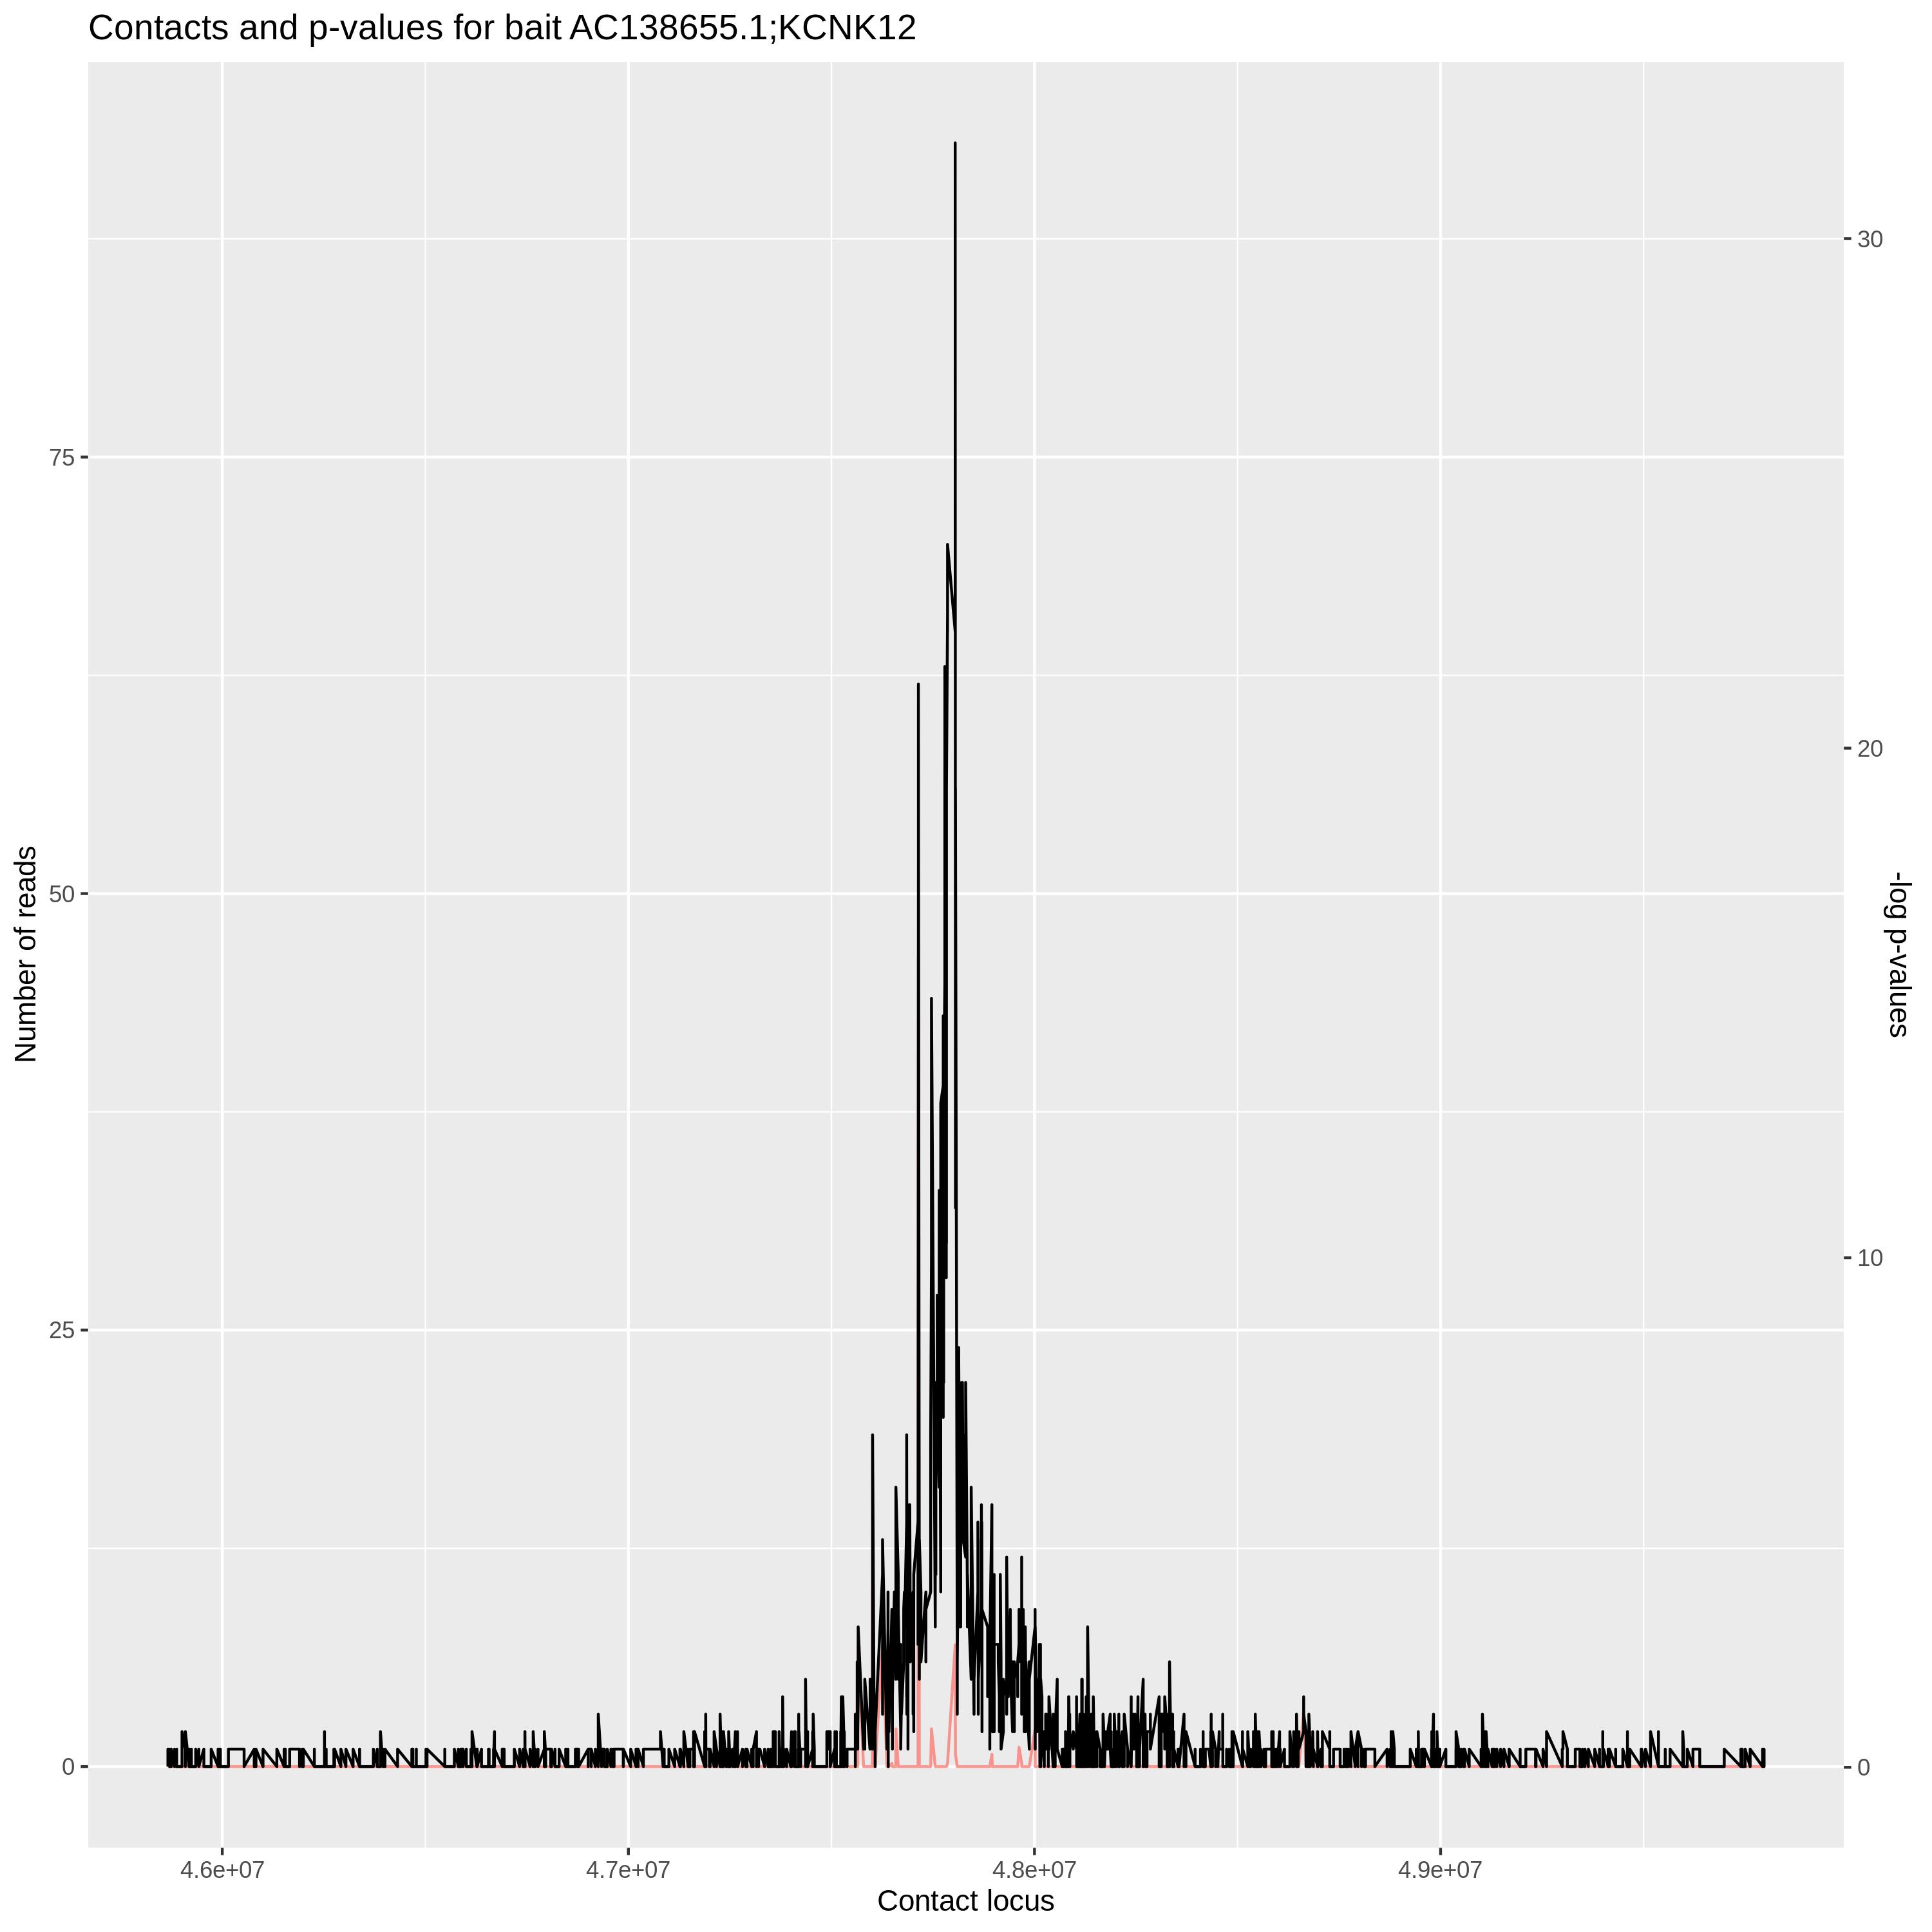 Contacts and p-values for bait AC138655.1;KCNK12
75
50
25
0
Number of reads
30
20
10
0
-log p-values
4.6e+07
4.7e+07
4.8e+07
4.9e+07
Contact locus